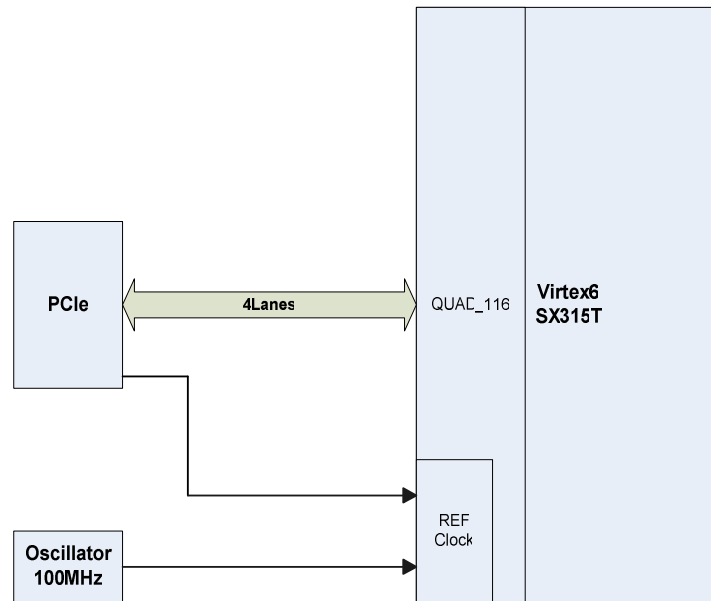 PCIe
4Lanes
QUAD_116
Virtex6
SX315T
REF
Clock
Oscillator
100MHz